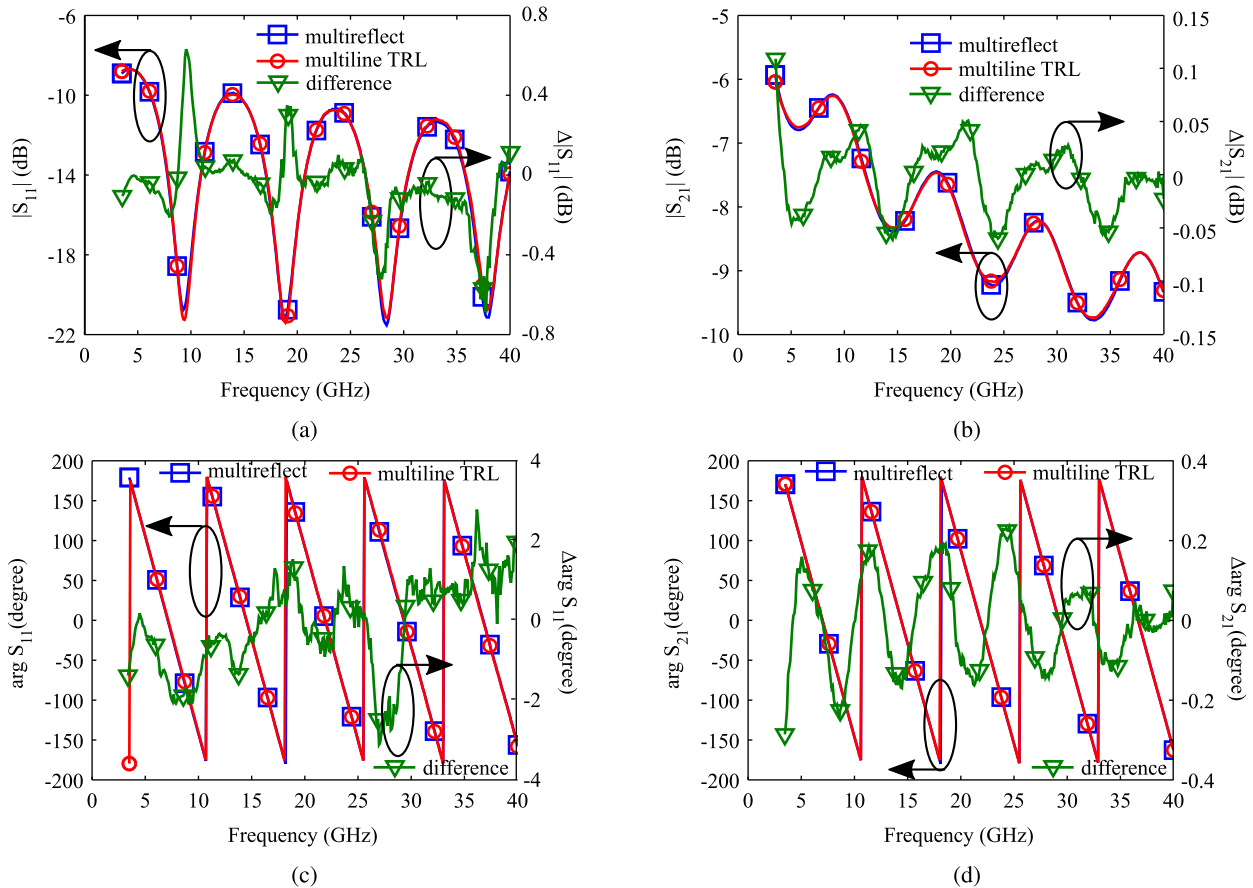 -6
-10
-14
-18
-22
|S11| (dB)
0.8
0.4
0
-0.4
-0.8
Δ|S11| (dB)
multireflect
multiline TRL
difference
0 5 10 15 20 25 30 35 40
Frequency (GHz)
(a)
-5
-6
-7
-8
-9
-10
|S21| (dB)
0.15
0.1
0.05
0
-0.05
-0.1
-0.15
Δ|S21| (dB)
multireflect
multiline TRL
difference
0 5 10 15 20 25 30 35 40
Frequency (GHz)
(b)
200
150
100
50
0
-50
-100
-150
-200
arg S11 (degree)
4
2
0
-2
-4
Δarg S11 (degree)
multireflect
multiline TRL
difference
0 5 10 15 20 25 30 35 40
Frequency (GHz)
(c)
200
150
100
50
0
-50
-100
-150
-200
arg S21 (degree)
0.4
0.2
0
-0.2
-0.4
Δarg S21 (degree)
multireflect
multiline TRL
difference
0 5 10 15 20 25 30 35 40
Frequency (GHz)
(d)